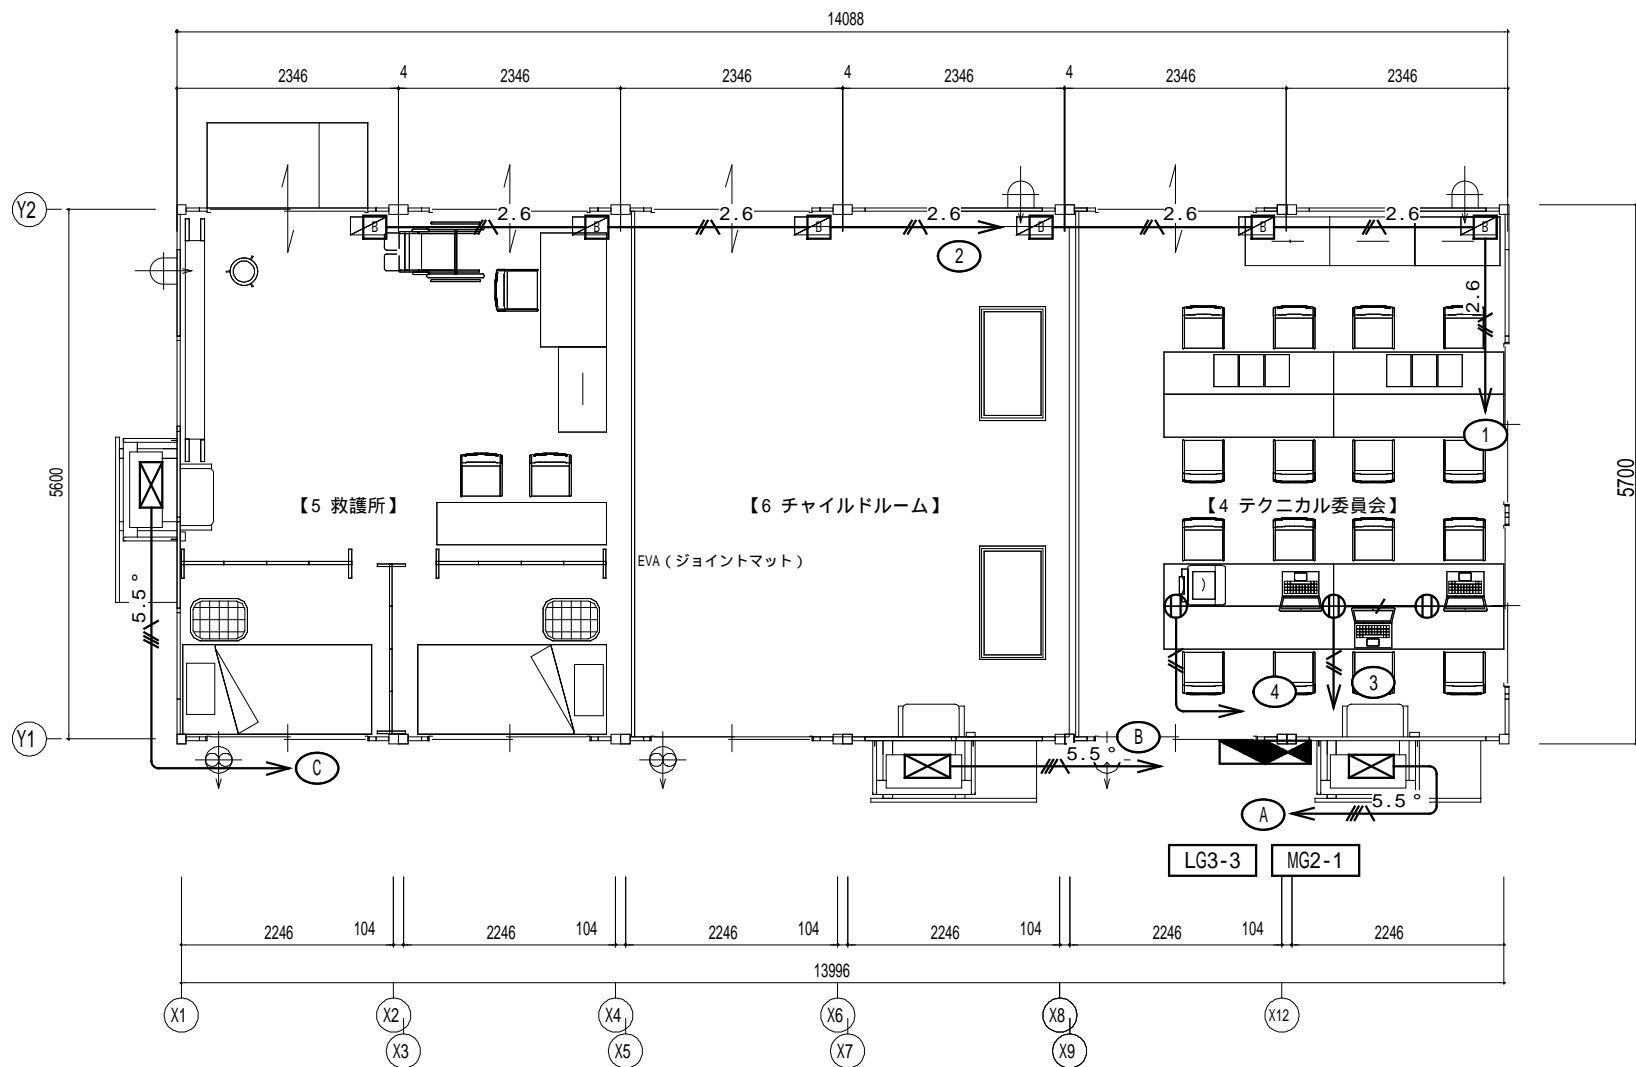 14088
2346 4 2346 2346 4 2346 4 2346 2346
Y2
B 2.6 B 2.6 B 2.6 B 2.6 B 2.6 B
2
2.6
1
5600
5700
【5 救護所】
【6 チャイルドルーム】
【4 テクニカル委員会】
EVA（ジョイントマット）
5.5°
4
3
Y1
C
5.5°
B
5.5°
A
LG3-3
MG2-1
2246 104 2246 104 2246 104 2246 104 2246 104 2246
13996
X1 X2 X4 X6 X8 X12
X3 X5 X7 X9